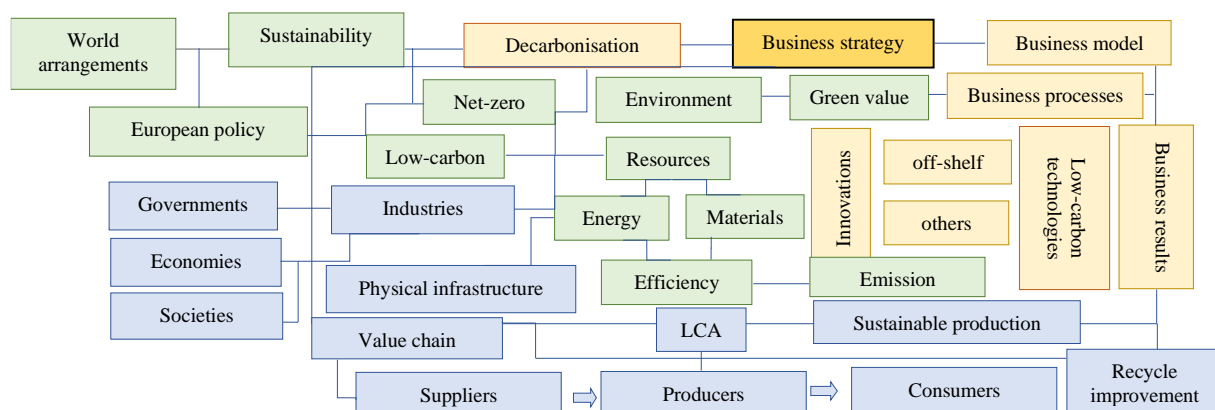 World
arrangements
Sustainability
Decarbonisation
Business strategy
Business model
European policy
Net-zero
Environment
Green value
Business processes
Low-carbon
Resources
Innovations
off-shelf
others
Low-carbon
technologies
Business results
Governments
Industries
Energy
Materials
Economies
Physical infrastructure
Efficiency
Emission
Societies
Value chain
LCA
Sustainable production
Suppliers
Producers
Consumers
Recycle
improvement